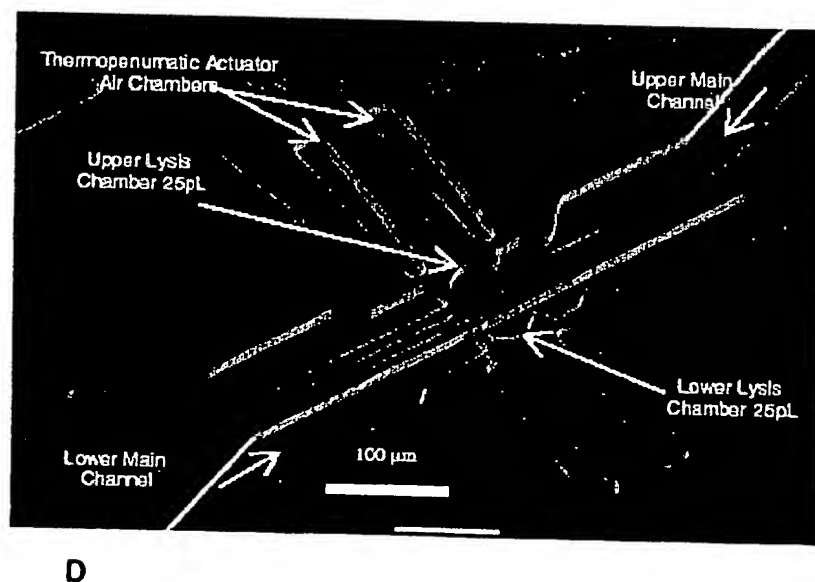 Thermopenumatic Actuator
Air Chambers
Upper Main
Channel
Upper Lysis
Chamber 25pL
Lower Lysis
Chamber 25pL
Lower Main
Channel
100 µm
D